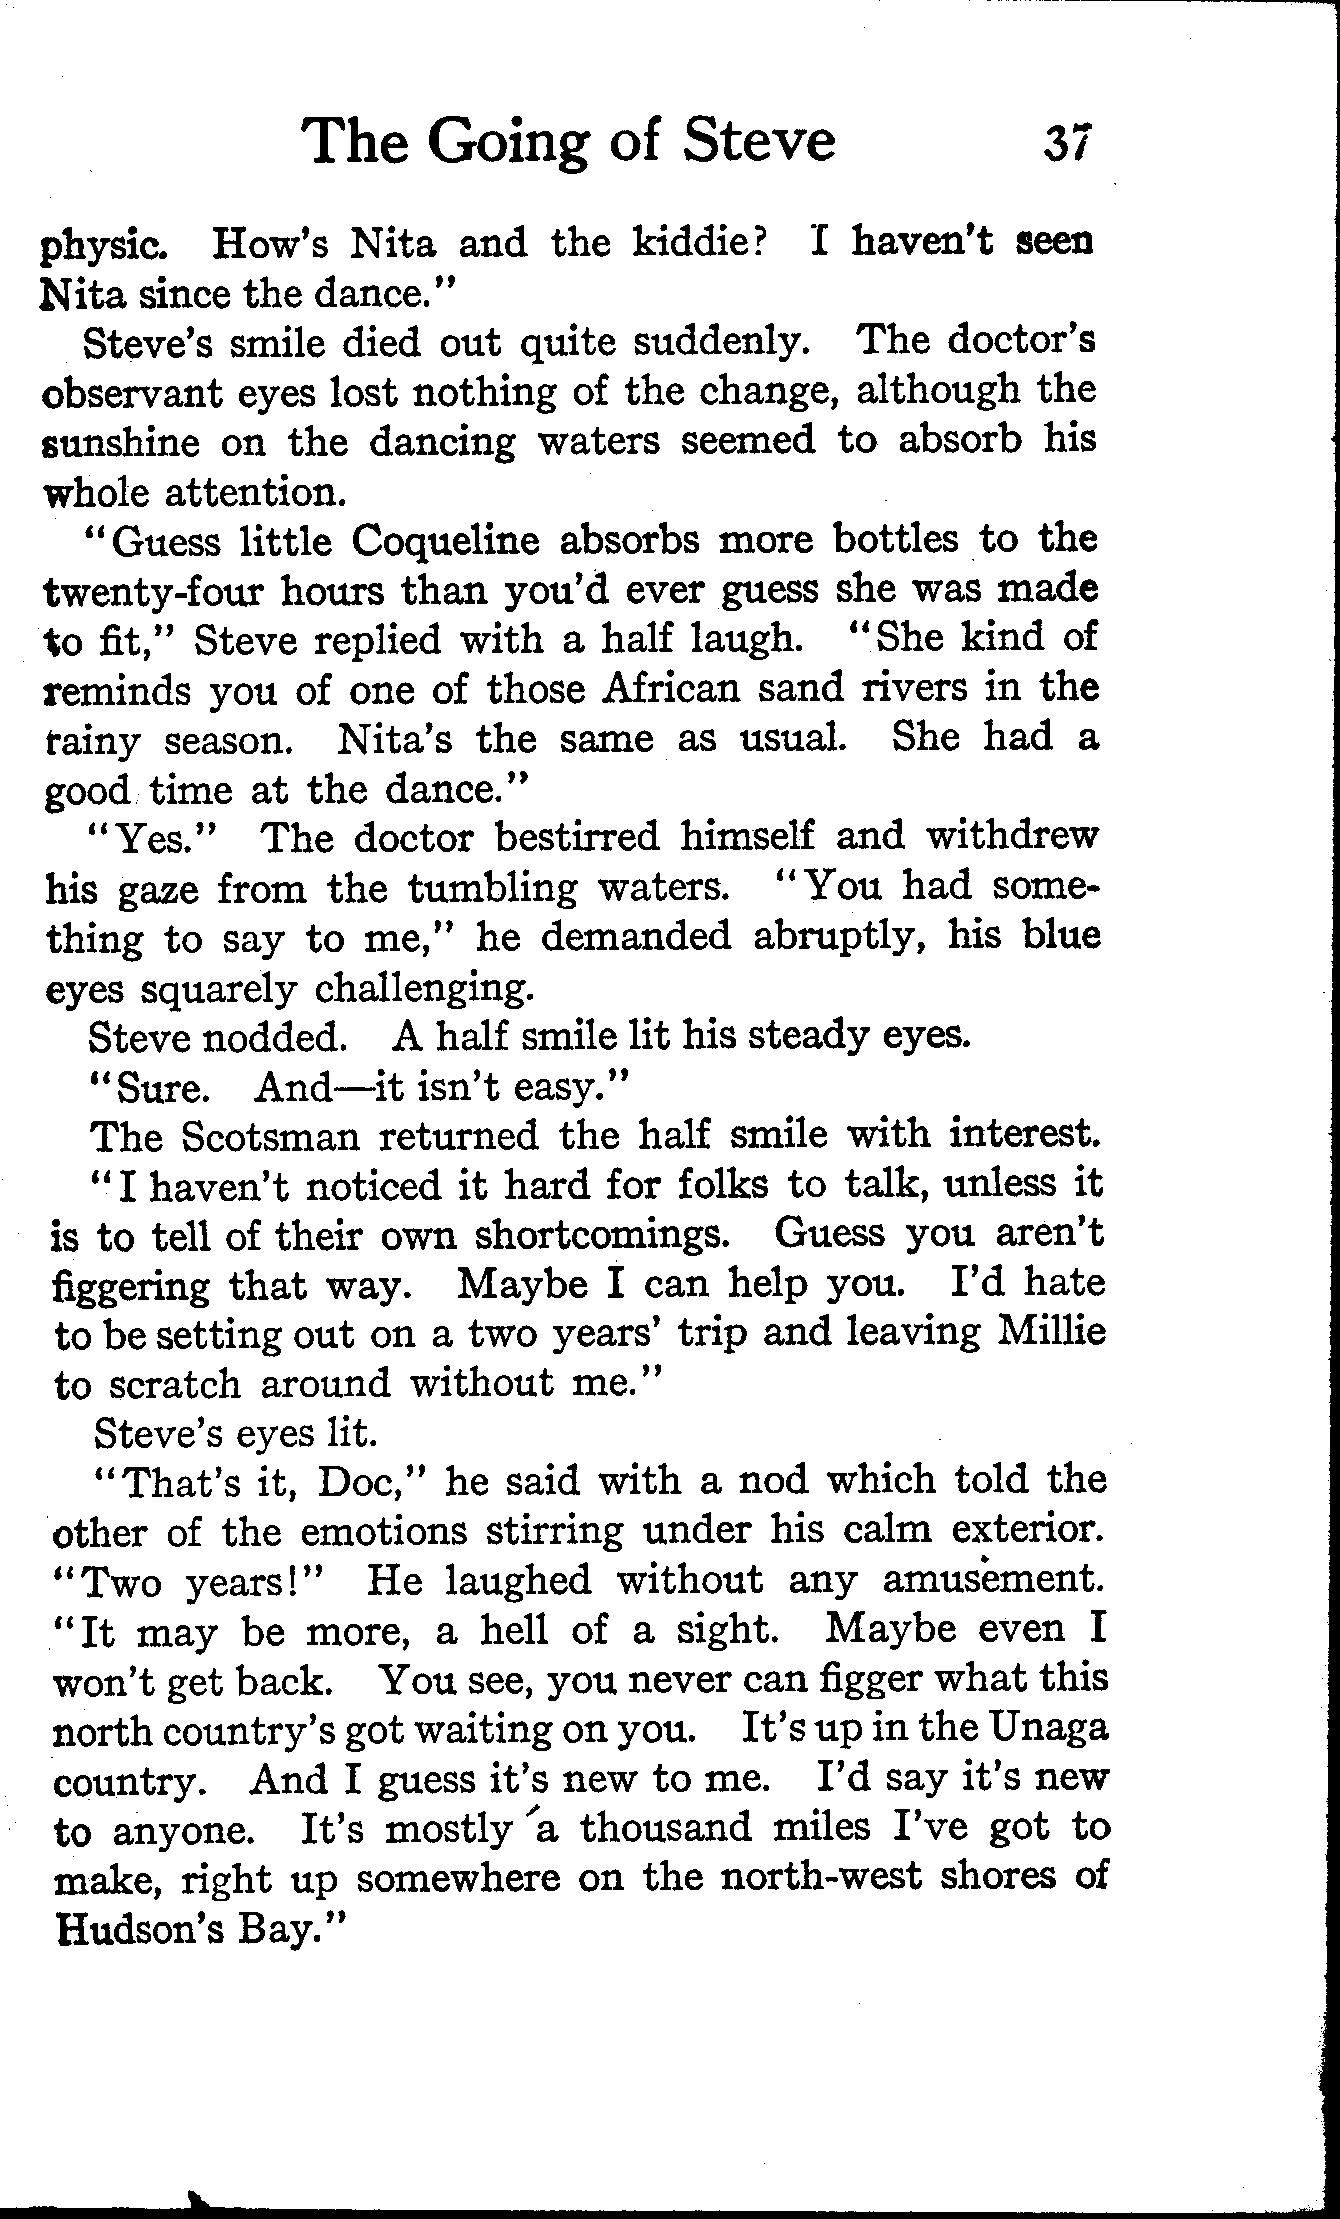 The Going of Steve 37
physic. How's Nita and the kiddie? I haven't seen
Nita since the dance."
Steve's smile died out quite suddenly. The doctor's
observant eyes lost nothing of the change, although the
sunshine on the dancing waters seemed to absorb his
whole attention.
"Guess little Coqueline absorbs more bottles to the
twenty-four hours than you'd ever guess she was made
to fit," Steve replied with a half laugh. "She kind of
reminds you of one of those African sand rivers in the
rainy season. Nita's the same as usual. She had a
good time at the dance."
"Yes." The doctor bestirred himself and withdrew
his gaze from the tumbling waters. "You had some-
thing to say to me," he demanded abruptly, his blue
eyes squarely challenging.
Steve nodded. A half smile lit his steady eyes.
"Sure. And—it isn't easy."
The Scotsman returned the half smile with interest.
"I haven't noticed it hard for folks to talk, unless it
is to tell of their own shortcomings. Guess you aren't
figgering that way. Maybe I can help you. I'd hate
to be setting out on a two years' trip and leaving Millie
to scratch around without me."
Steve's eyes lit.
"That's it, Doc," he said with a nod which told the
other of the emotions stirring under his calm exterior.
"Two years!" He laughed without any amusement.
"It may be more, a hell of a sight. Maybe even I
won't get back. You see, you never can figger what this
north country's got waiting on you. It's up in the Unaga
country. And I guess it's new to me. I'd say it's new
to anyone. It's mostly a thousand miles I've got to
make, right up somewhere on the north-west shores of
Hudson's Bay."